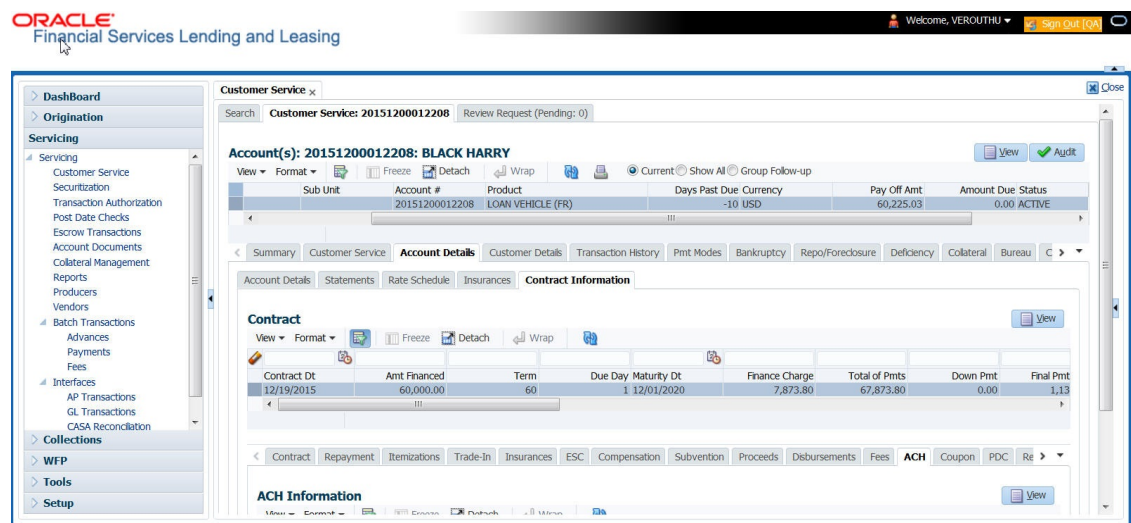 ORACLE
Financial Services Lending and Leasing
Welcome, VEROUTHU
Sign Out [QA]
Close
DashBoard
Origination
Servicing
Servicing
Customer Service
Securitization
Transaction Authorization
Post Date Checks
Escrow Transactions
Account Documents
Collateral Management
Reports
Producers
Vendors
Batch Transactions
Advances
Payments
Fees
Interfaces
AP Transactions
GL Transactions
CASA Reconciliation
Collections
WFP
Tools
Setup
Customer Service
Search Customer Service: 20151200012208 Review Request (Pending: 0)
Account(s): 20151200012208: BLACK HARRY
View Audit
View Format Freeze Detach Wrap Current Show All Group Follow-up
Sub Unit Account # Product Days Past Due Currency Pay Off Amt Amount Due Status
20151200012208 LOAN VEHICLE (FR) -10 USD 60,225.03 0.00 ACTIVE
Summary Customer Service Account Details Customer Details Transaction History Pmt Modes Bankruptcy Repo/Foreclosure Deficiency Collateral Bureau C
Account Details Statements Rate Schedule Insurances Contract Information
Contract
View
View Format Freeze Detach Wrap
Contract Dt Amt Financed Term Due Day Maturity Dt Finance Charge Total of Pmts Down Pmt Final Pmt
12/19/2015 60,000.00 60 1 12/01/2020 7,873.80 67,873.80 0.00 1,13
Contract Repayment Itemizations Trade-In Insurances ESC Compensation Subvention Proceeds Disbursements Fees ACH Coupon PDC Re
ACH Information
View
View Format Freeze Detach Wrap